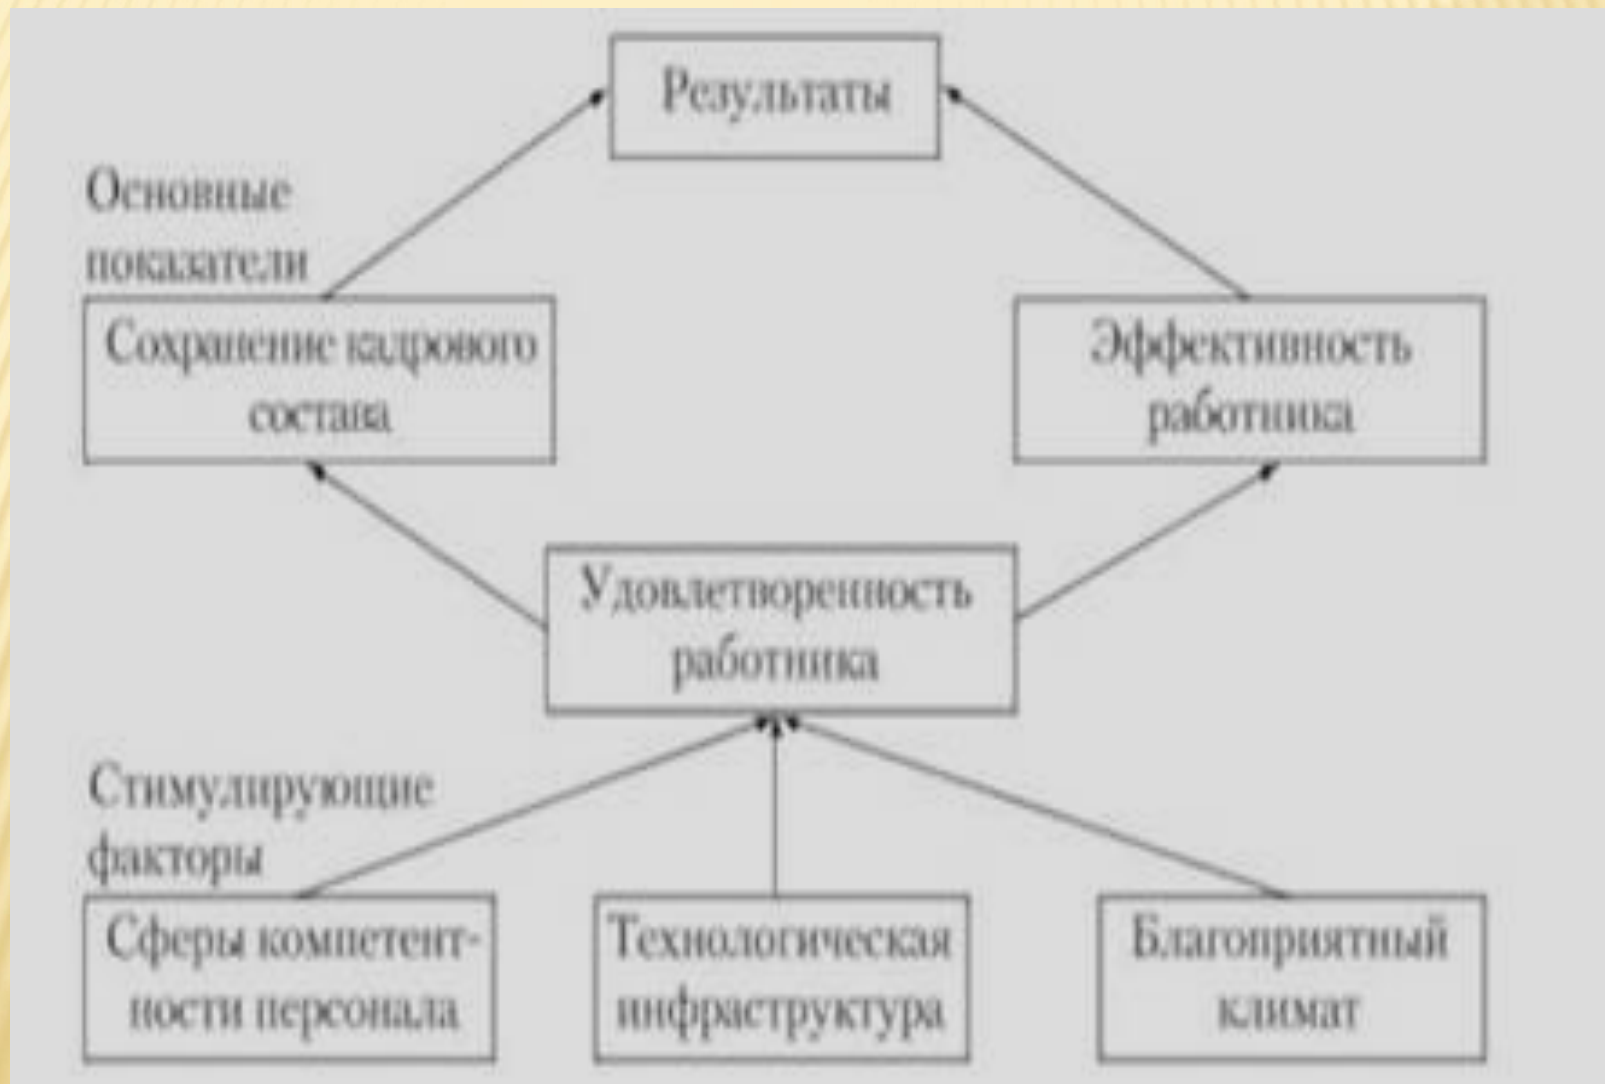 Результаты
Основные
показатели
Сохранение кадрового
состава
Эффективность
работника
Удовлетворенность
работника
Стимулирующие
факторы
Сферы компетент-
ности персонала
Технологическая
инфраструктура
Благоприятный
климат